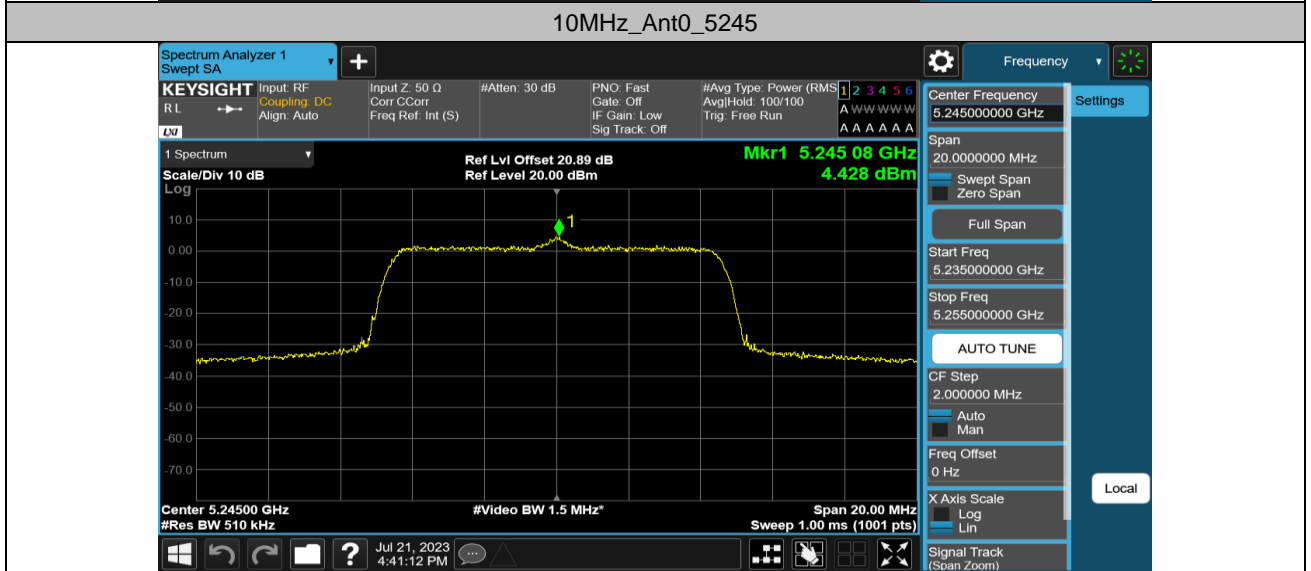 10MHz_Ant0_5245
Spectrum Analyzer 1
Swept SA
Frequency
KEYSIGHT
R L
LXI
Input: RF
Coupling: DC
Align: Auto
Input Z: 50 Ω
Corr CCorr
Freq Ref: Int (S)
#Atten: 30 dB
PNO: Fast
Gate: Off
IF Gain: Low
Sig Track: Off
#Avg Type: Power (RMS
Avg|Hold: 100/100
Trig: Free Run
1 2 3 4 5 6
A W W W W W
A A A A A A
1 Spectrum
Scale/Div 10 dB
Log
Ref Lvl Offset 20.89 dB
Ref Level 20.00 dBm
Mkr1 5.245 08 GHz
4.428 dBm
1
10.0
0.00
-10.0
-20.0
-30.0
-40.0
-50.0
-60.0
-70.0
Center 5.24500 GHz
#Res BW 510 kHz
#Video BW 1.5 MHz*
Span 20.00 MHz
Sweep 1.00 ms (1001 pts)
Center Frequency
5.245000000 GHz
Settings
Span
20.0000000 MHz
Swept Span
Zero Span
Full Span
Start Freq
5.235000000 GHz
Stop Freq
5.255000000 GHz
AUTO TUNE
CF Step
2.000000 MHz
Auto
Man
Freq Offset
0 Hz
X Axis Scale
Log
Lin
Local
Signal Track
(Span Zoom)
?
Jul 21, 2023
4:41:12 PM